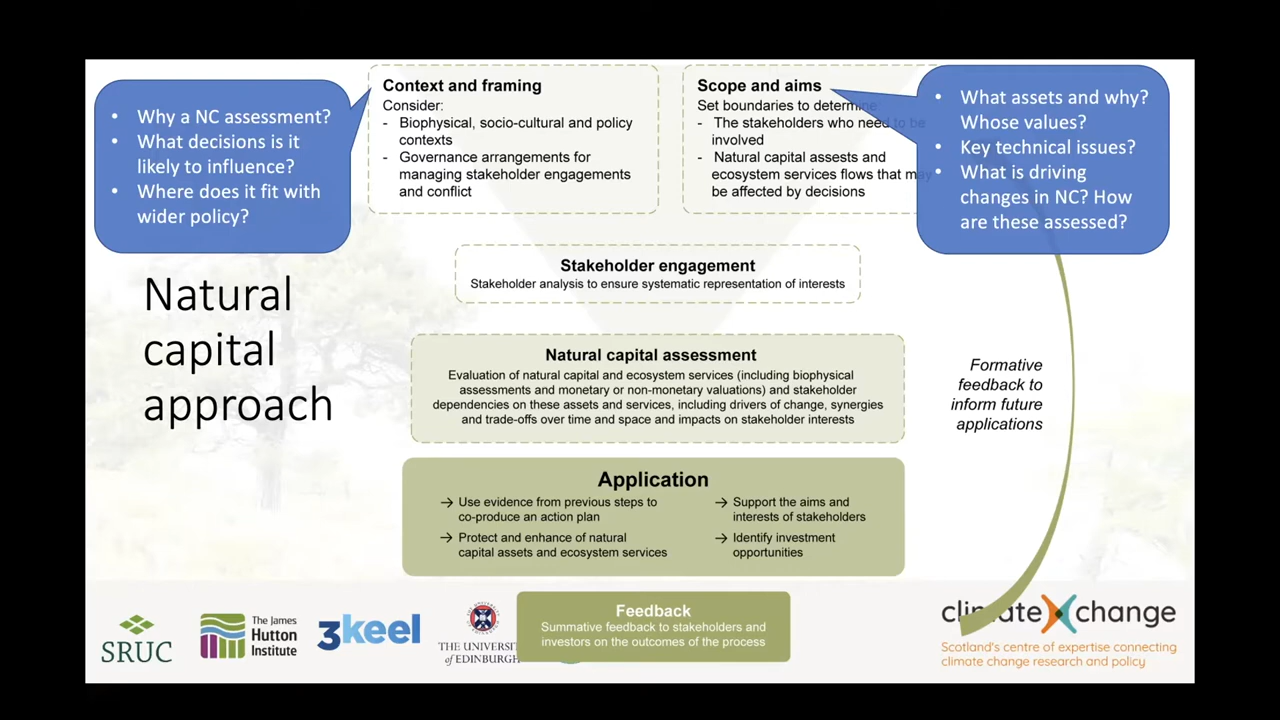 • Why a NC assessment?
• What decisions is it
likely to influence?
• Where does it fit with
wider policy?
Context and framing
Consider:
- Biophysical, socio-cultural and policy
contexts
- Governance arrangements for
managing stakeholder engagements
and conflict
Scope and aims
Set boundaries to determine
- The stakeholders who need to be
involved
- Natural capital assests and
ecosystem services flows that may
be affected by decisions
• What assets and why?
Whose values?
• Key technical issues?
• What is driving
changes in NC? How
are these assessed?
Natural
capital
approach
Stakeholder engagement
Stakeholder analysis to ensure systematic representation of interests
Natural capital assessment
Evaluation of natural capital and ecosystem services (including biophysical
assessments and monetary or non-monetary valuations) and stakeholder
dependencies on these assets and services, including drivers of change, synergies
and trade-offs over time and space and impacts on stakeholder interests
Formative
feedback to
inform future
applications
Application
→ Use evidence from previous steps to
co-produce an action plan
→ Protect and enhance of natural
capital assets and ecosystem services
→ Support the aims and
interests of stakeholders
→ Identify investment
opportunities
Feedback
Summative feedback to stakeholders and
investors on the outcomes of the process
SRUC
The James
Hutton
Institute
3keel
THE UNIVERS
of EDINBURGH
climateXchange
Scotland's centre of expertise connecting
climate change research and policy